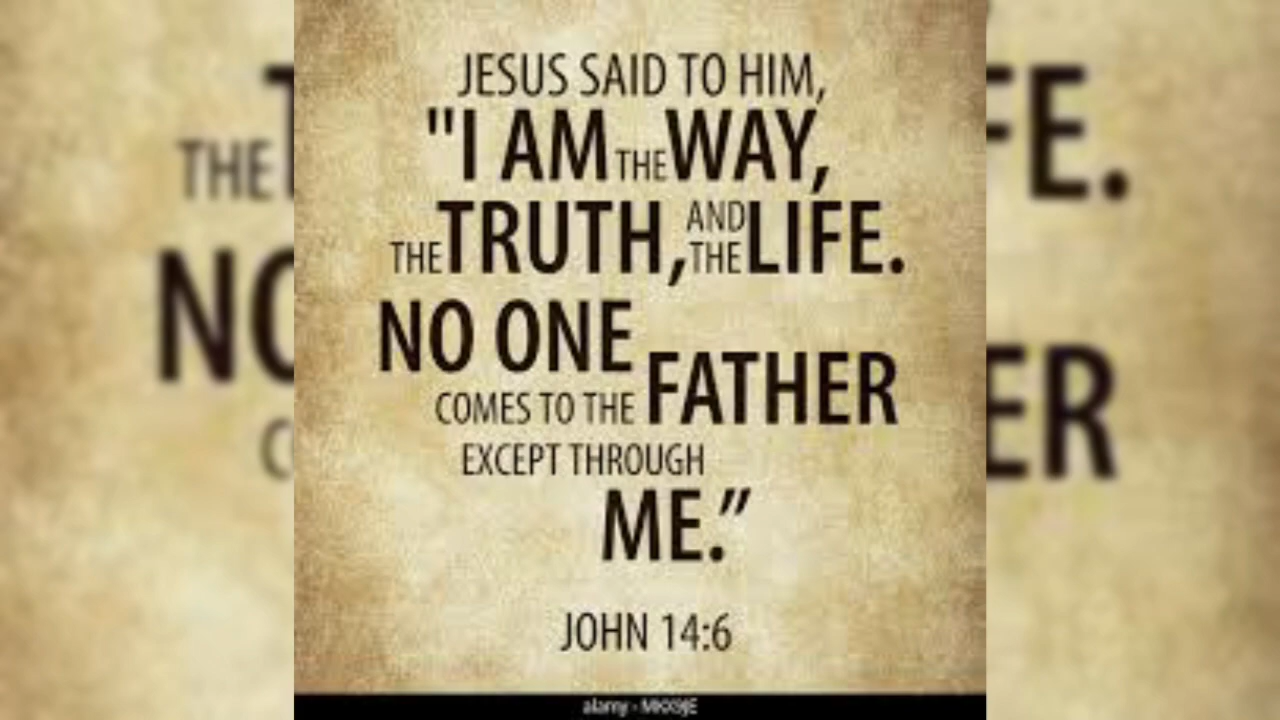 JESUS SAID TO HIM,
"I AM THE WAY,
THE TRUTH, AND THE LIFE.
NO ONE
COMES TO THE FATHER
EXCEPT THROUGH
ME.”
JOHN 14:6